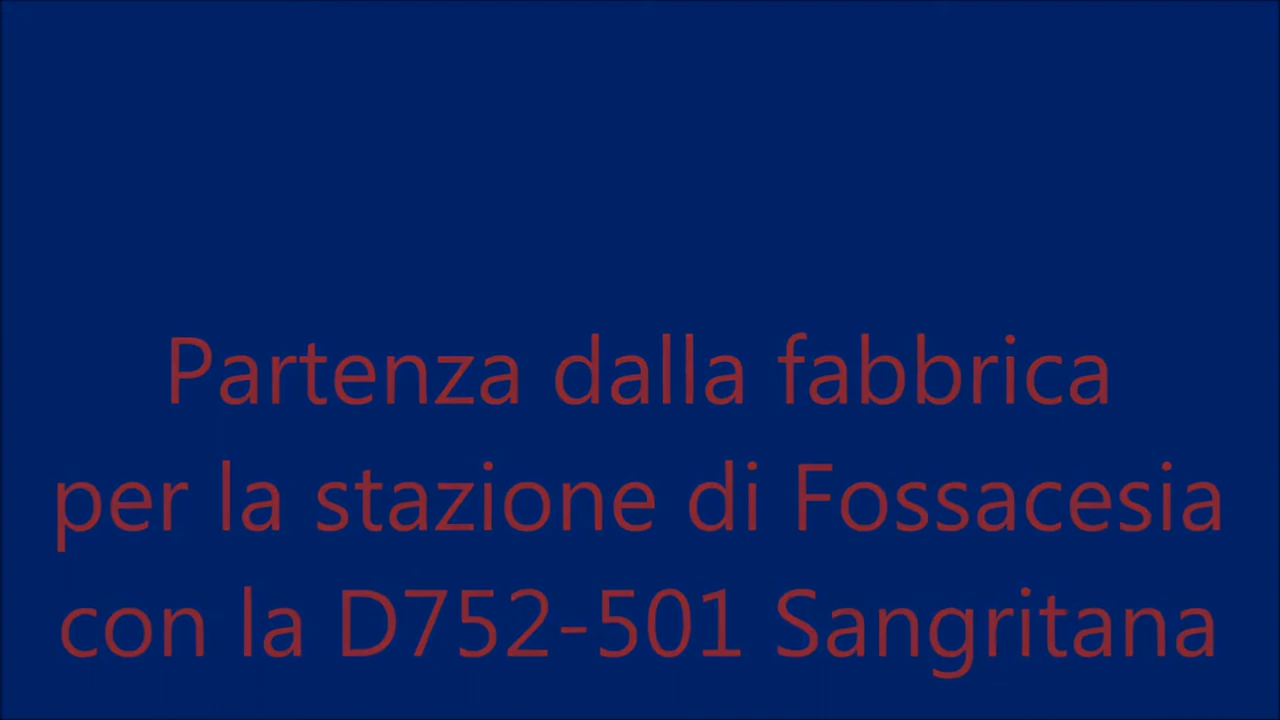 Partenza dalla fabbrica
per la stazione di Fossacesia
con la D752-501 Sangritana